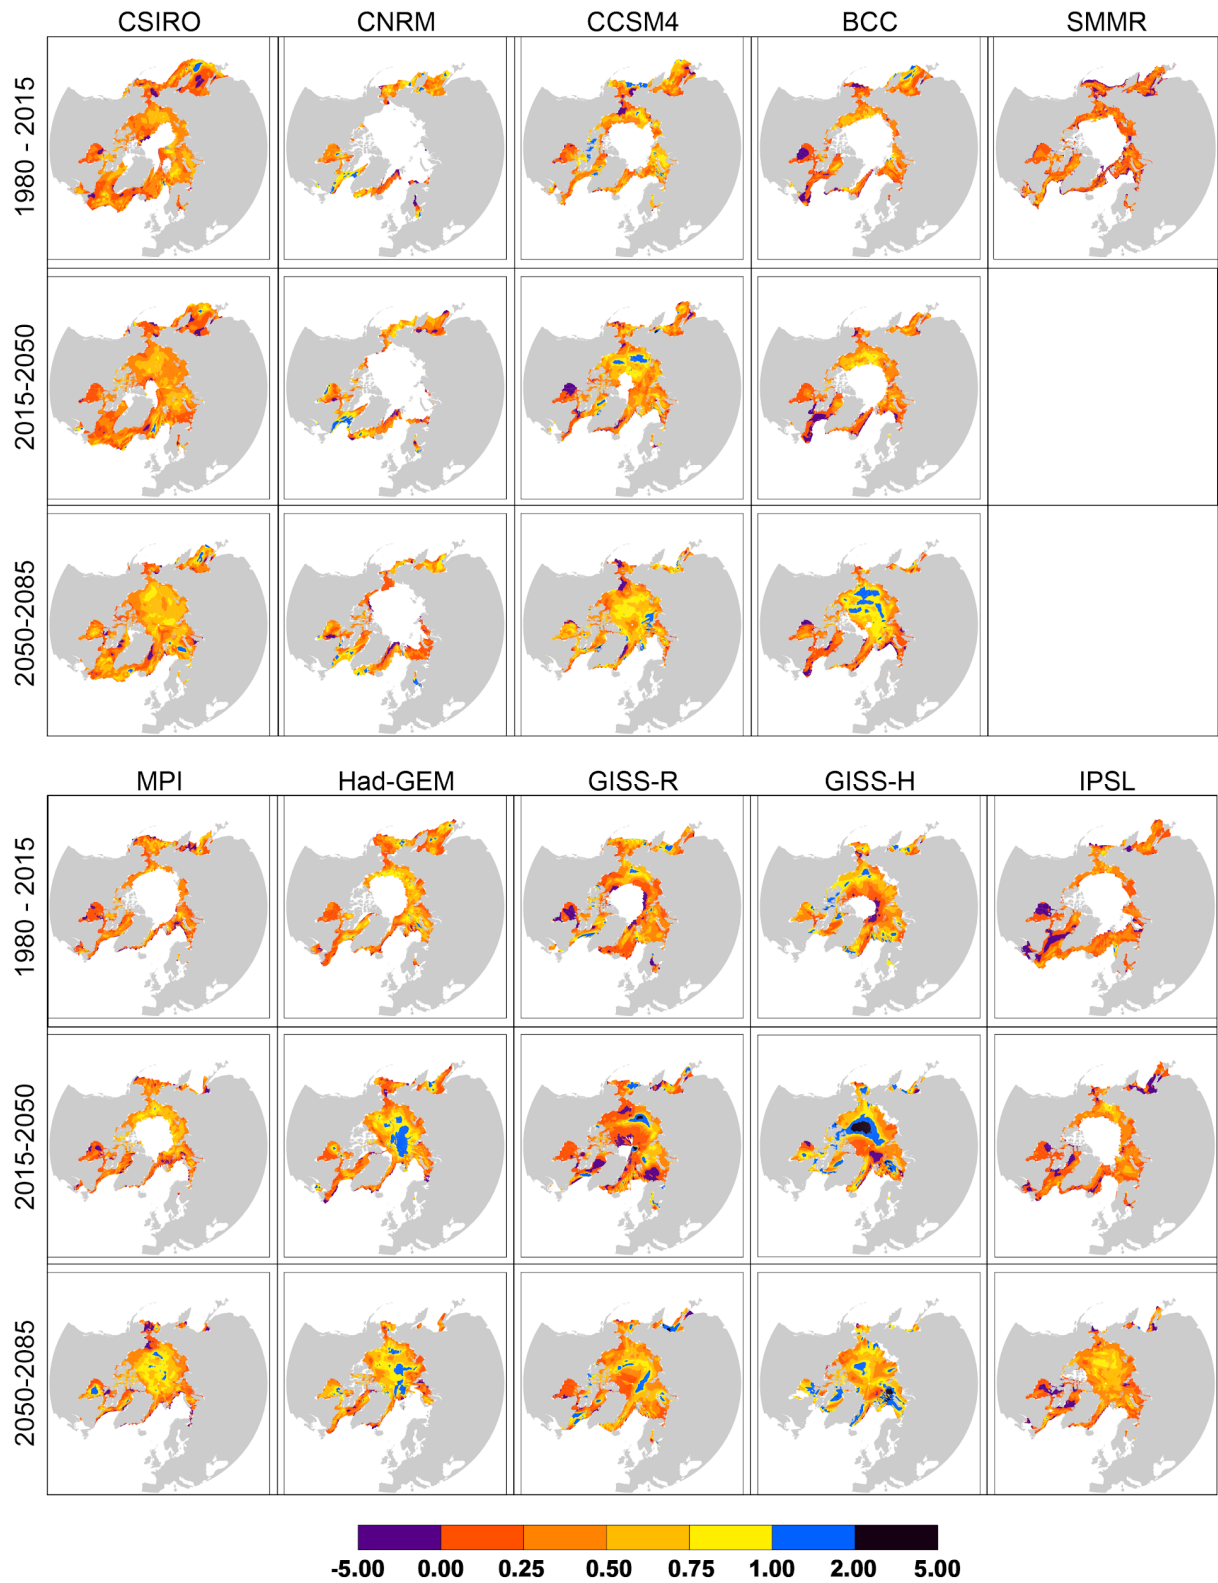 CSIRO CNRM CCSM4 BCC SMMR
1980 - 2015
2015-2050
2050-2085
MPI Had-GEM GISS-R GISS-H IPSL
1980 - 2015
2015-2050
2050-2085
-5.00 0.00 0.25 0.50 0.75 1.00 2.00 5.00